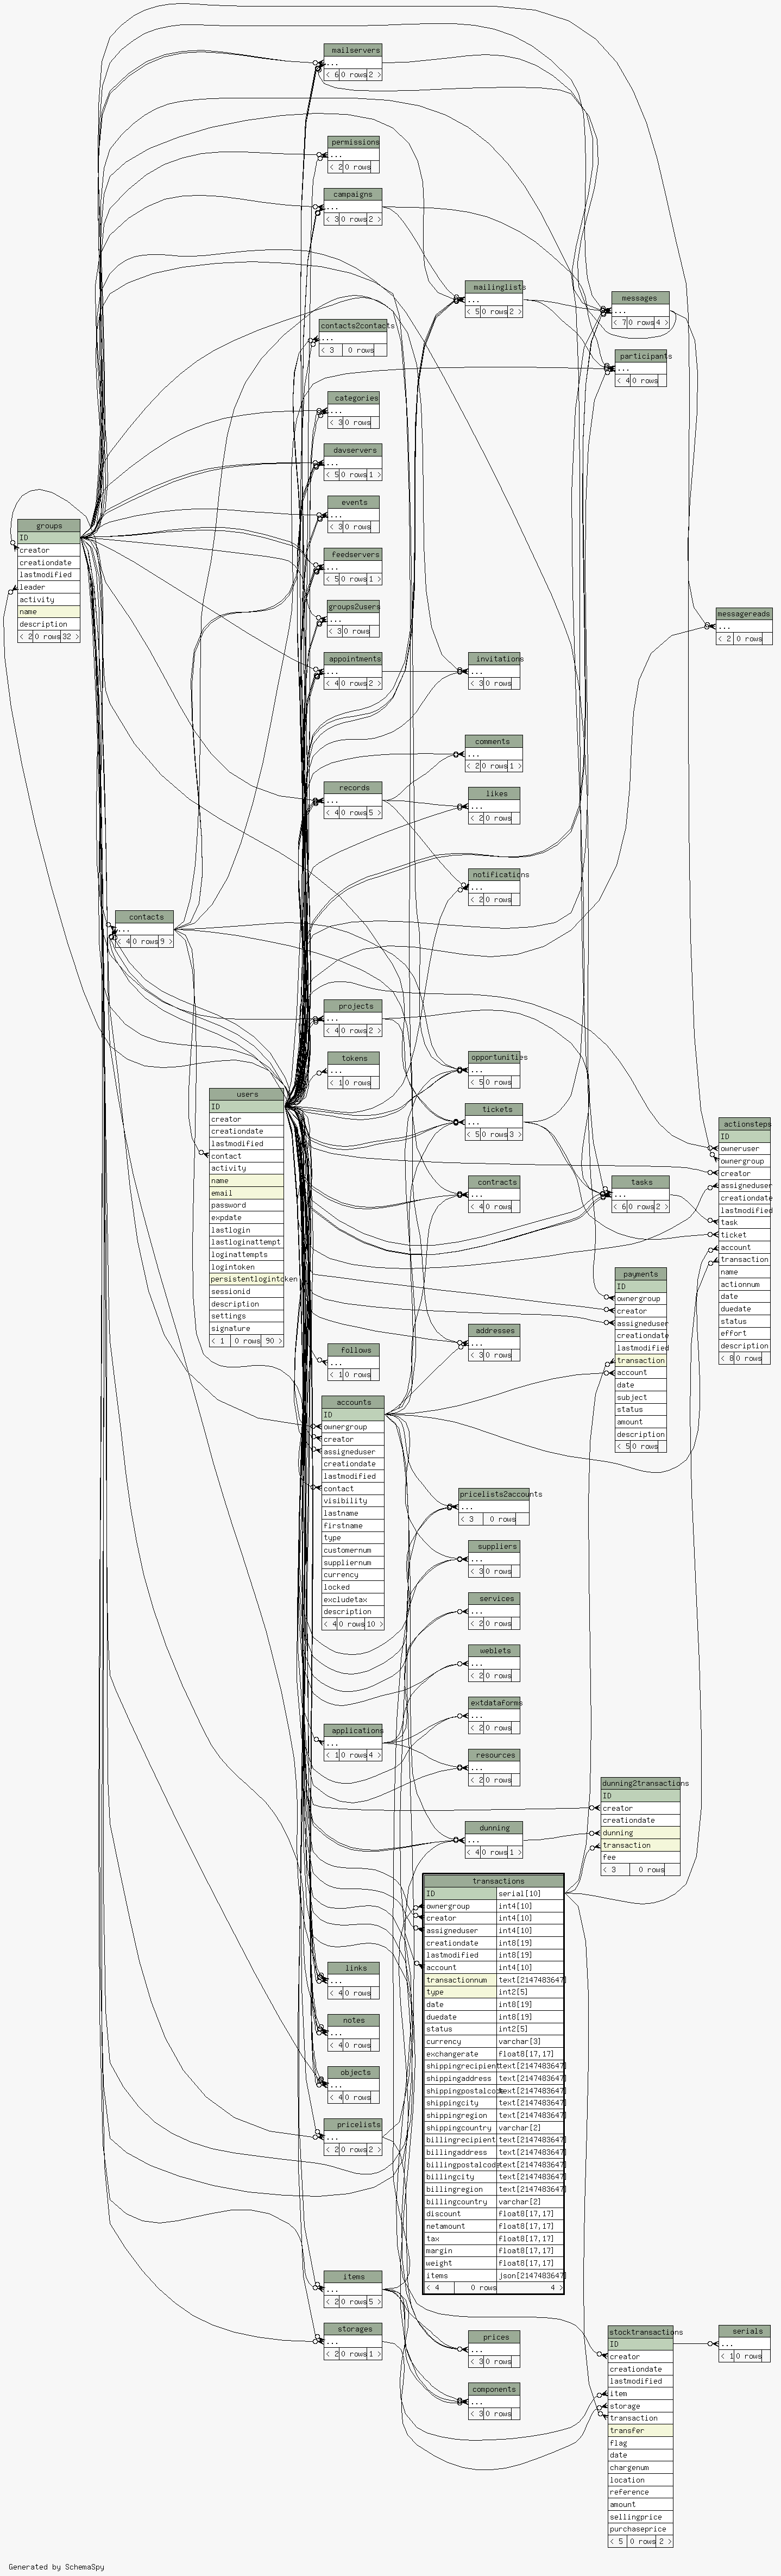 mailservers
...
< 6 0 rows 2 >
permissions
...
< 2 0 rows
campaigns
...
< 3 0 rows 2 >
mailinglists
...
< 5 0 rows 2 >
messages
...
< 7 0 rows 4 >
contacts2contacts
...
< 3 0 rows
participants
...
< 4 0 rows
categories
...
< 3 0 rows
davservers
...
< 5 0 rows 1 >
events
...
< 3 0 rows
groups
ID
creator
creationdate
lastmodified
leader
activity
name
description
< 2 0 rows 32 >
feedservers
...
< 5 0 rows 1 >
groups2users
...
< 3 0 rows
messagereads
...
< 2 0 rows
appointments
...
< 4 0 rows 2 >
invitations
...
< 3 0 rows
comments
...
< 2 0 rows 1 >
records
...
< 4 0 rows 5 >
likes
...
< 2 0 rows
notifications
...
< 2 0 rows
contacts
...
< 4 0 rows 9 >
projects
...
< 4 0 rows 2 >
tokens
...
< 1 0 rows
opportunities
...
< 5 0 rows
users
ID
creator
creationdate
lastmodified
contact
activity
name
email
password
expdate
lastlogin
lastloginattempt
loginattempts
logintoken
persistentlogintoken
sessionid
description
settings
signature
< 1 0 rows 90 >
tickets
...
< 5 0 rows 3 >
contracts
...
< 4 0 rows
tasks
...
< 6 0 rows 2 >
actionsteps
ID
owneruser
ownergroup
creator
assigneduser
creationdate
lastmodified
task
ticket
account
transaction
name
actionnum
date
duedate
status
effort
description
< 8 0 rows
payments
ID
ownergroup
creator
assigneduser
creationdate
lastmodified
transaction
account
date
subject
status
amount
description
< 5 0 rows
addresses
...
< 3 0 rows
follows
...
< 1 0 rows
accounts
ID
ownergroup
creator
assigneduser
creationdate
lastmodified
contact
visibility
lastname
firstname
type
customernum
suppliernum
currency
locked
excludetax
description
< 4 0 rows 10 >
pricelists2accounts
...
< 3 0 rows
suppliers
...
< 3 0 rows
services
...
< 2 0 rows
weblets
...
< 2 0 rows
extdataforms
...
< 2 0 rows
applications
...
< 1 0 rows 4 >
resources
...
< 2 0 rows
dunning2transactions
ID
creator
creationdate
dunning
transaction
fee
< 3 0 rows
dunning
...
< 4 0 rows 1 >
transactions
ID serial[10]
ownergroup int4[10]
creator int4[10]
assigneduser int4[10]
creationdate int8[19]
lastmodified int8[19]
account int4[10]
transactionnum text[2147483647]
type int2[5]
date int8[19]
duedate int8[19]
status int2[5]
currency varchar[3]
exchangerate float8[17,17]
shippingrecipient text[2147483647]
shippingaddress text[2147483647]
shippingpostalcode text[2147483647]
shippingcity text[2147483647]
shippingregion text[2147483647]
shippingcountry varchar[2]
billingrecipient text[2147483647]
billingaddress text[2147483647]
billingpostalcode text[2147483647]
billingcity text[2147483647]
billingregion text[2147483647]
billingcountry varchar[2]
discount float8[17,17]
netamount float8[17,17]
tax float8[17,17]
margin float8[17,17]
weight float8[17,17]
items json[2147483647]
< 4 0 rows 4 >
links
...
< 4 0 rows
notes
...
< 4 0 rows
objects
...
< 4 0 rows
pricelists
...
< 2 0 rows 2 >
items
...
< 2 0 rows 5 >
storages
...
< 2 0 rows 1 >
prices
...
< 3 0 rows
components
...
< 3 0 rows
stocktransactions
ID
creator
creationdate
lastmodified
item
storage
transaction
transfer
flag
date
chargenum
location
reference
amount
sellingprice
purchaseprice
< 5 0 rows 2 >
serials
...
< 1 0 rows
Generated by SchemaSpy